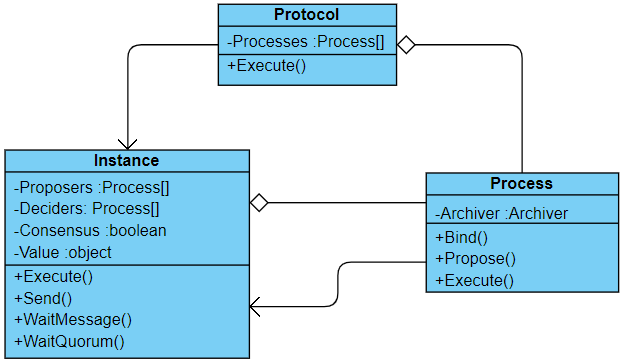 Protocol
-Processes :Process[]
+Execute()
Instance
-Proposers :Process[]
-Deciders: Process[]
-Consensus :boolean
-Value :object
+Execute()
+Send()
+WaitMessage()
+WaitQuorum()
Process
-Archiver :Archiver
+Bind()
+Propose()
+Execute()